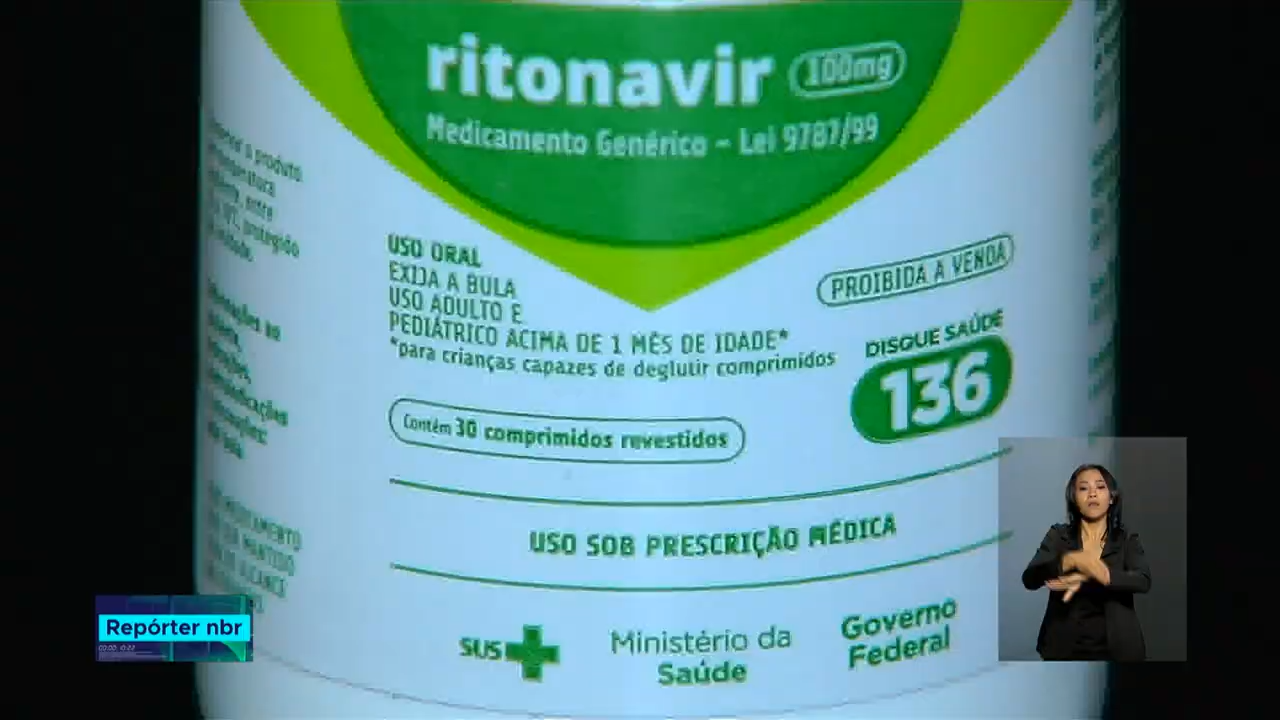 ritonavir 100mg
Medicamento Genérico - Lei 9787/99
USO ORAL
EXIJA A BULA
USO ADULTO E
PEDIÁTRICO ACIMA DE 1 MÊS DE IDADE*
*para crianças capazes de deglutir comprimidos
PROIBIDA A VENDA
DISQUE SAÚDE
136
Contém 30 comprimidos revestidos
USO SOB PRESCRIÇÃO MÉDICA
SUS
Ministério da
Saúde
Governo
Federal
o produto
protegido
Repórter nbr